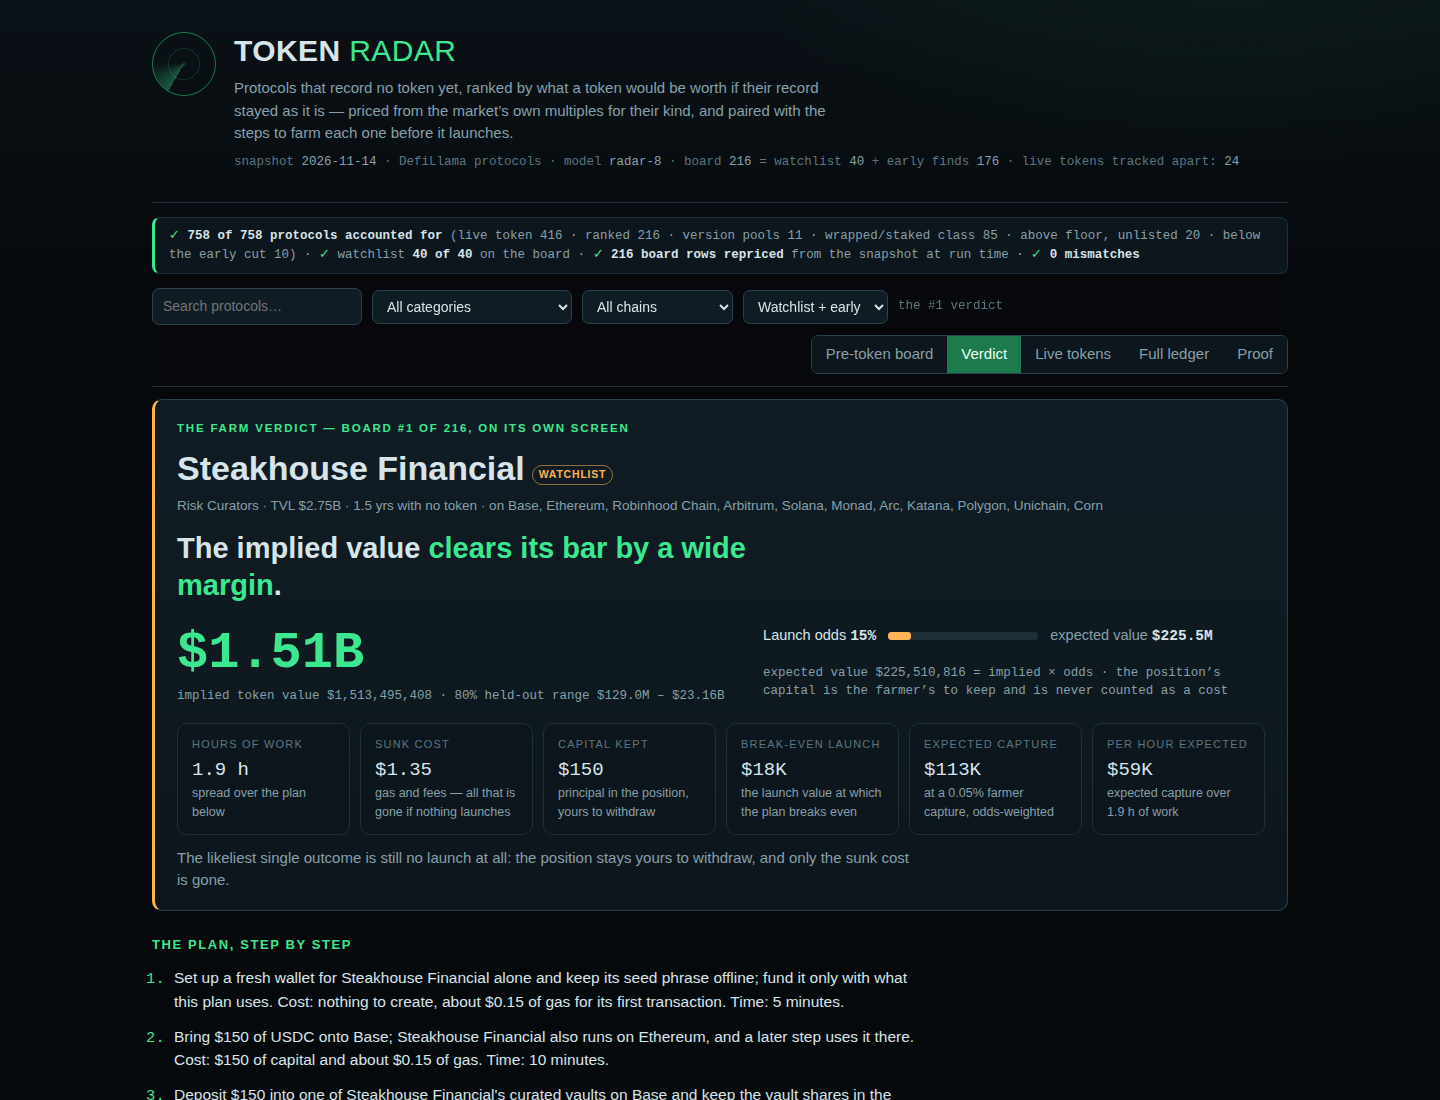 TOKEN RADAR
Protocols that record no token yet, ranked by what a token would be worth if their record
stayed as it is — priced from the market’s own multiples for their kind, and paired with the
steps to farm each one before it launches.
snapshot 2026-11-14 · DefiLlama protocols · model radar-8 · board 216 = watchlist 40 + early finds 176 · live tokens tracked apart: 24
✓ 758 of 758 protocols accounted for (live token 416 · ranked 216 · version pools 11 · wrapped/staked class 85 · above floor, unlisted 20 · below
the early cut 10) · ✓ watchlist 40 of 40 on the board · ✓ 216 board rows repriced from the snapshot at run time · ✓ 0 mismatches
Search protocols… All categories All chains Watchlist + early the #1 verdict
Pre-token board Verdict Live tokens Full ledger Proof
THE FARM VERDICT — BOARD #1 OF 216, ON ITS OWN SCREEN
Steakhouse Financial WATCHLIST
Risk Curators · TVL $2.75B · 1.5 yrs with no token · on Base, Ethereum, Robinhood Chain, Arbitrum, Solana, Monad, Arc, Katana, Polygon, Unichain, Corn
The implied value clears its bar by a wide
margin.
$1.51B
implied token value $1,513,495,408 · 80% held-out range $129.0M – $23.16B
Launch odds 15% expected value $225.5M
expected value $225,510,816 = implied × odds · the position’s
capital is the farmer’s to keep and is never counted as a cost
HOURS OF WORK
1.9 h
spread over the plan
below
SUNK COST
$1.35
gas and fees — all that is
gone if nothing launches
CAPITAL KEPT
$150
principal in the position,
yours to withdraw
BREAK-EVEN LAUNCH
$18K
the launch value at which
the plan breaks even
EXPECTED CAPTURE
$113K
at a 0.05% farmer
capture, odds-weighted
PER HOUR EXPECTED
$59K
expected capture over
1.9 h of work
The likeliest single outcome is still no launch at all: the position stays yours to withdraw, and only the sunk cost
is gone.
THE PLAN, STEP BY STEP
1. Set up a fresh wallet for Steakhouse Financial alone and keep its seed phrase offline; fund it only with what
this plan uses. Cost: nothing to create, about $0.15 of gas for its first transaction. Time: 5 minutes.
2. Bring $150 of USDC onto Base; Steakhouse Financial also runs on Ethereum, and a later step uses it there.
Cost: $150 of capital and about $0.15 of gas. Time: 10 minutes.
3. Deposit $150 into one of Steakhouse Financial's curated vaults on Base and keep the vault shares in the